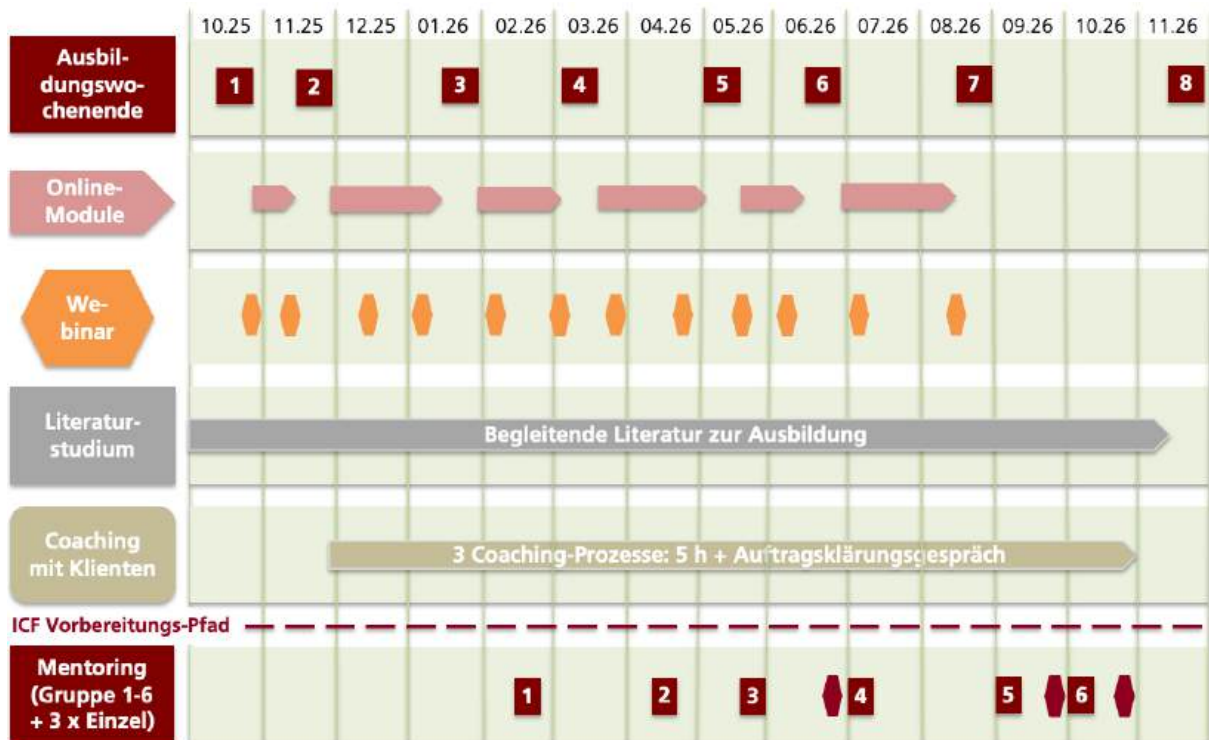 10.25 11.25 12.25 01.26 02.26 03.26 04.26 05.26 06.26 07.26 08.26 09.26 10.26 11.26
Ausbil-
dungswo-
chenende
1 2 3 4 5 6 7 8
Online-
Module
We-
binar
Literatur-
studium
Begleitende Literatur zur Ausbildung
Coaching
mit Klienten
3 Coaching-Prozesse: 5 h + Auftragsklärungsgespräch
ICF Vorbereitungs-Pfad
Mentoring
(Gruppe 1-6
+ 3 x Einzel)
1 2 3 4 5 6